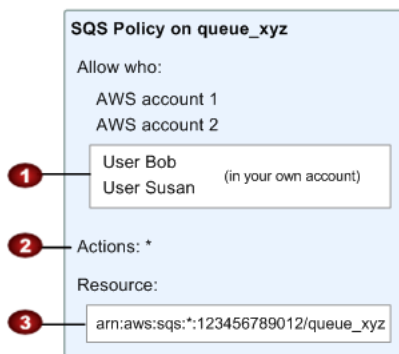 SQS Policy on queue_xyz
Allow who:
AWS account 1
AWS account 2
1
User Bob
User Susan
(in your own account)
2
Actions: *
Resource:
3
arn:aws:sqs:*:123456789012/queue_xyz